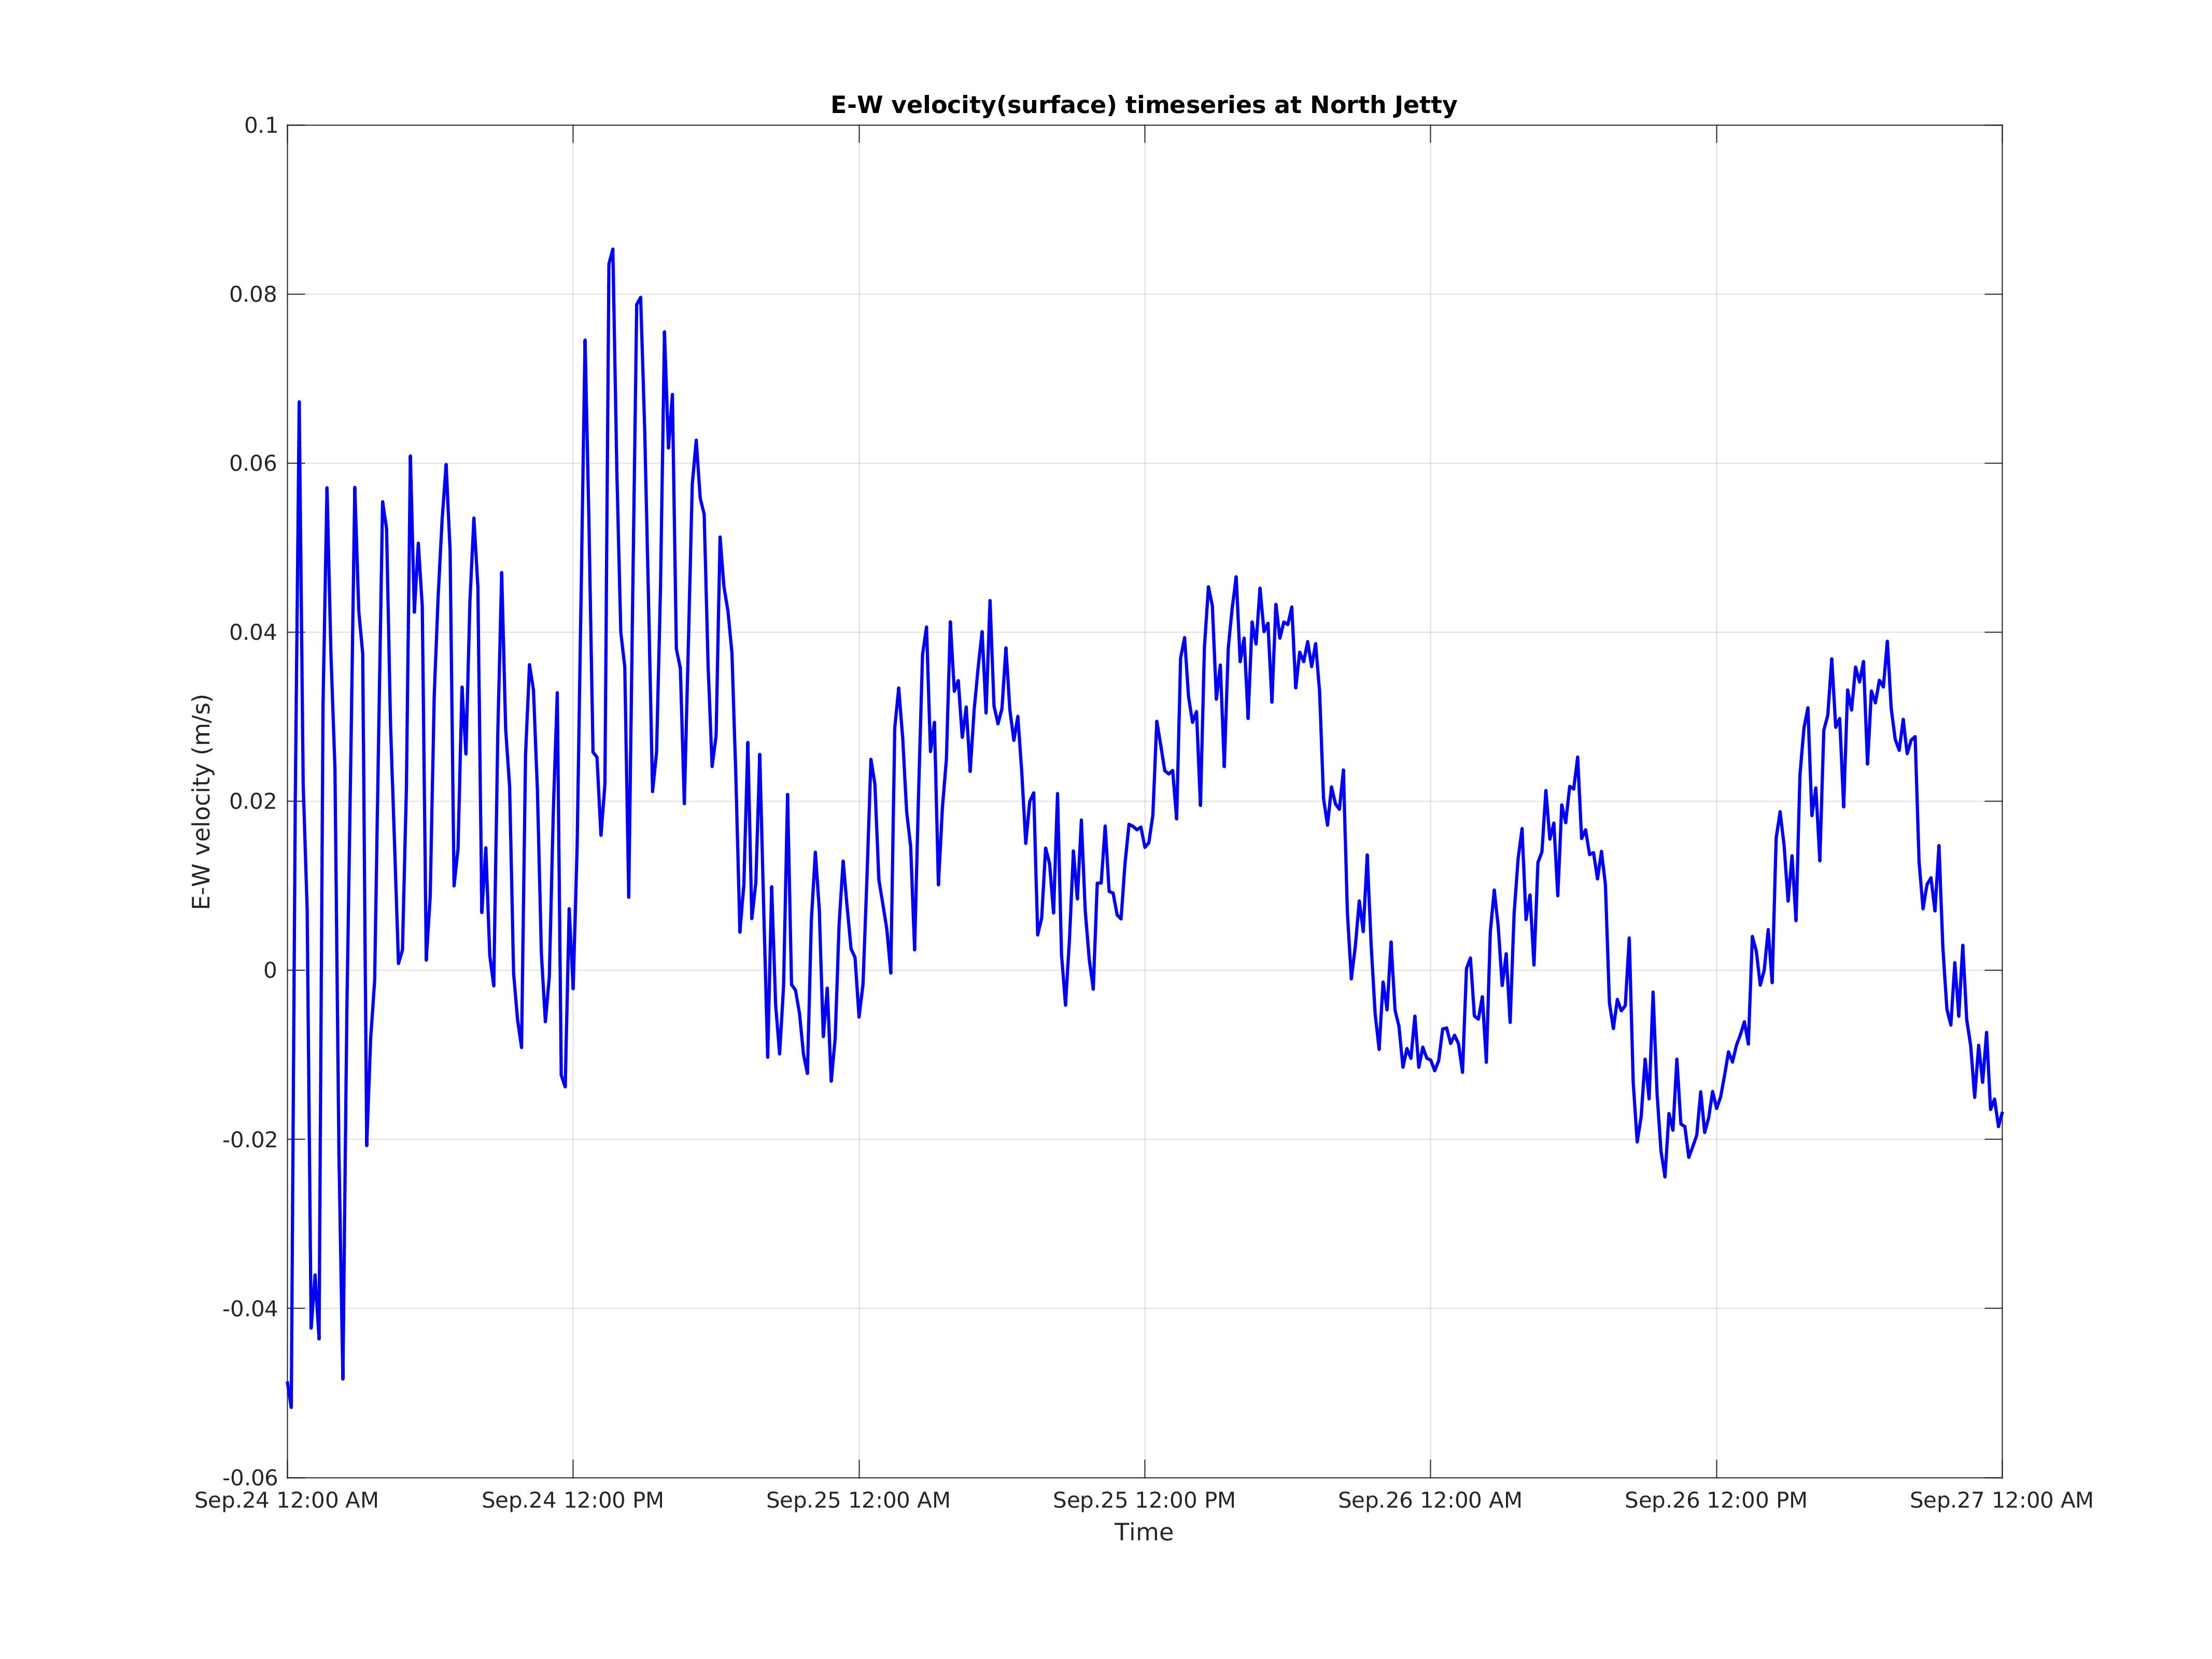 E-W velocity(surface) timeseries at North Jetty
0.1
0.08
0.06
0.04
0.02
0
-0.02
-0.04
-0.06
E-W velocity (m/s)
Sep.24 12:00 AM Sep.24 12:00 PM Sep.25 12:00 AM Sep.25 12:00 PM Sep.26 12:00 AM Sep.26 12:00 PM Sep.27 12:00 AM
Time